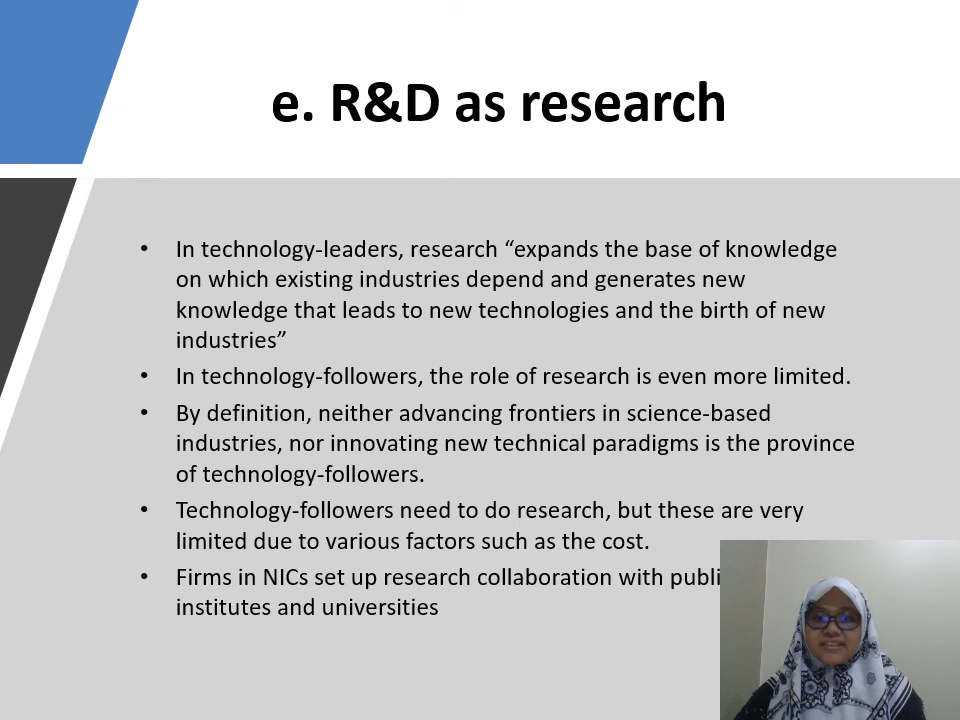 e. R&D as research
• In technology-leaders, research “expands the base of knowledge
on which existing industries depend and generates new
knowledge that leads to new technologies and the birth of new
industries”
• In technology-followers, the role of research is even more limited.
• By definition, neither advancing frontiers in science-based
industries, nor innovating new technical paradigms is the province
of technology-followers.
• Technology-followers need to do research, but these are very
limited due to various factors such as the cost.
• Firms in NICs set up research collaboration with
institutes and universities